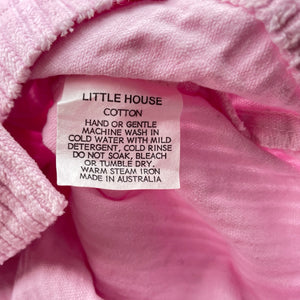 LITTLE HOUSE
COTTON
HAND OR GENTLE
MACHINE WASH IN
COLD WATER WITH MILD
DETERGENT, COLD RINSE
DO NOT SOAK, BLEACH
OR TUMBLE DRY.
WARM STEAM IRON
MADE IN AUSTRALIA